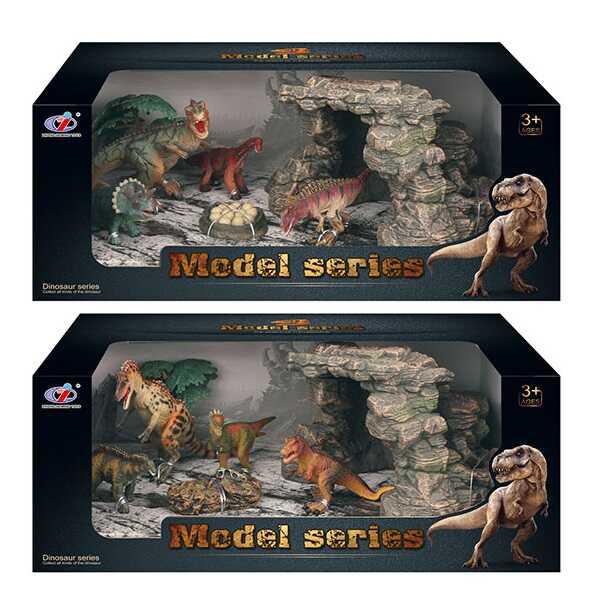 Model series
3+
AGES
Model series
Dinosaur series
Collect all kinds of the dinosaur
Model series
3+
AGES
Model series
Dinosaur series
Collect all kinds of the dinosaur